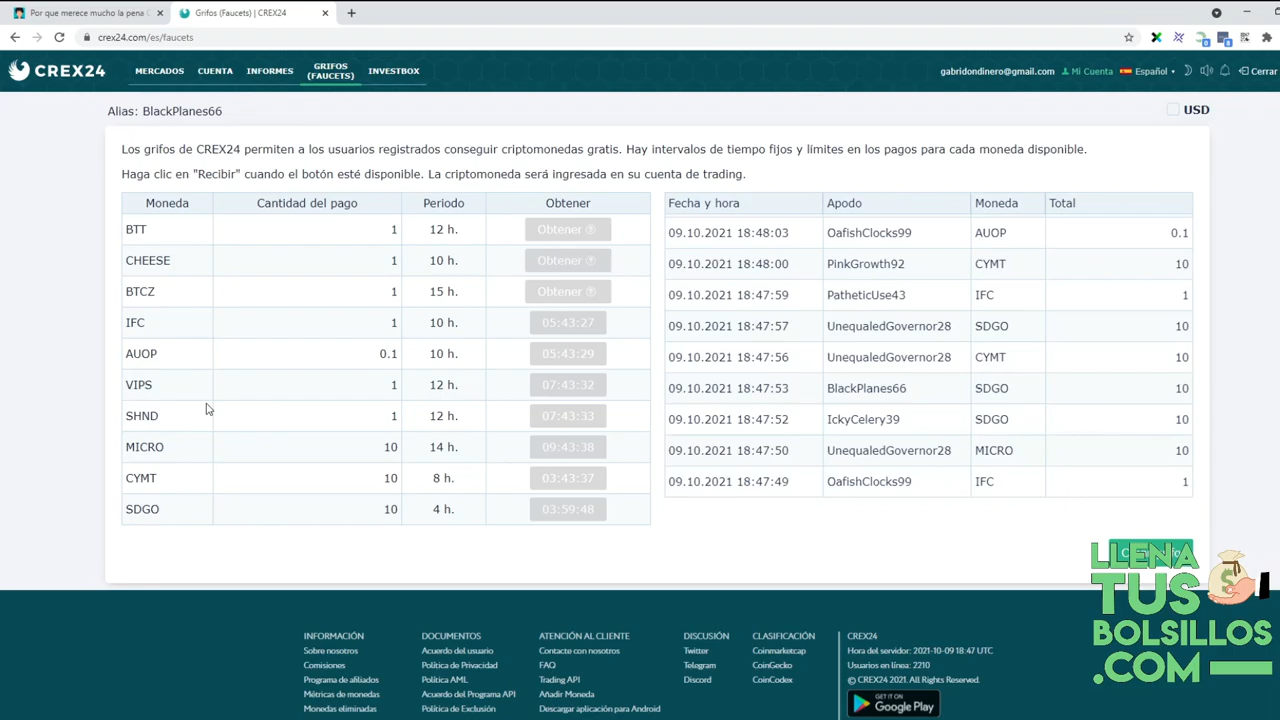 Por que merece mucho la pena
Grifos (Faucets) | CREX24
crex24.com/es/faucets
CREX24
MERCADOS
CUENTA
INFORMES
GRIFOS
(FAUCETS)
INVESTBOX
gabridondinero@gmail.com
Mi Cuenta
Español
Cerrar
Alias: BlackPlanes66
USD
Los grifos de CREX24 permiten a los usuarios registrados conseguir criptomonedas gratis. Hay intervalos de tiempo fijos y límites en los pagos para cada moneda disponible.
Haga clic en "Recibir" cuando el botón esté disponible. La criptomoneda será ingresada en su cuenta de trading.
Moneda Cantidad del pago Periodo Obtener
BTT 1 12 h. Obtener
CHEESE 1 10 h. Obtener
BTCZ 1 15 h. Obtener
IFC 1 10 h. 05:43:27
AUOP 0.1 10 h. 05:43:29
VIPS 1 12 h. 07:43:32
SHND 1 12 h. 07:43:33
MICRO 10 14 h. 09:43:38
CYMT 10 8 h. 03:43:37
SDGO 10 4 h. 03:59:48
Fecha y hora Apodo Moneda Total
09.10.2021 18:48:03 OafishClocks99 AUOP 0.1
09.10.2021 18:48:00 PinkGrowth92 CYMT 10
09.10.2021 18:47:59 PatheticUse43 IFC 1
09.10.2021 18:47:57 UnequaledGovernor28 SDGO 10
09.10.2021 18:47:56 UnequaledGovernor28 CYMT 10
09.10.2021 18:47:53 BlackPlanes66 SDGO 10
09.10.2021 18:47:52 IckyCelery39 SDGO 10
09.10.2021 18:47:50 UnequaledGovernor28 MICRO 10
09.10.2021 18:47:49 OafishClocks99 IFC 1
LLENA
TUS
BOLSILLOS
.COM
INFORMACIÓN
Sobre nosotros
Comisiones
Programa de afiliados
Métricas de monedas
Monedas eliminadas
DOCUMENTOS
Acuerdo del usuario
Política de Privacidad
Política AML
Acuerdo del Programa API
Política de Exclusión
ATENCIÓN AL CLIENTE
Contacte con nosotros
FAQ
Trading API
Añadir Moneda
Descargar aplicación para Android
DISCUSIÓN
Twitter
Telegram
Discord
CLASIFICACIÓN
Coinmarketcap
CoinGecko
CoinCodex
CREX24
Hora del servidor: 2021-10-09 18:47 UTC
Usuarios en línea: 2210
© CREX24 2021. All Rights Reserved.
GET IT ON
Google Play